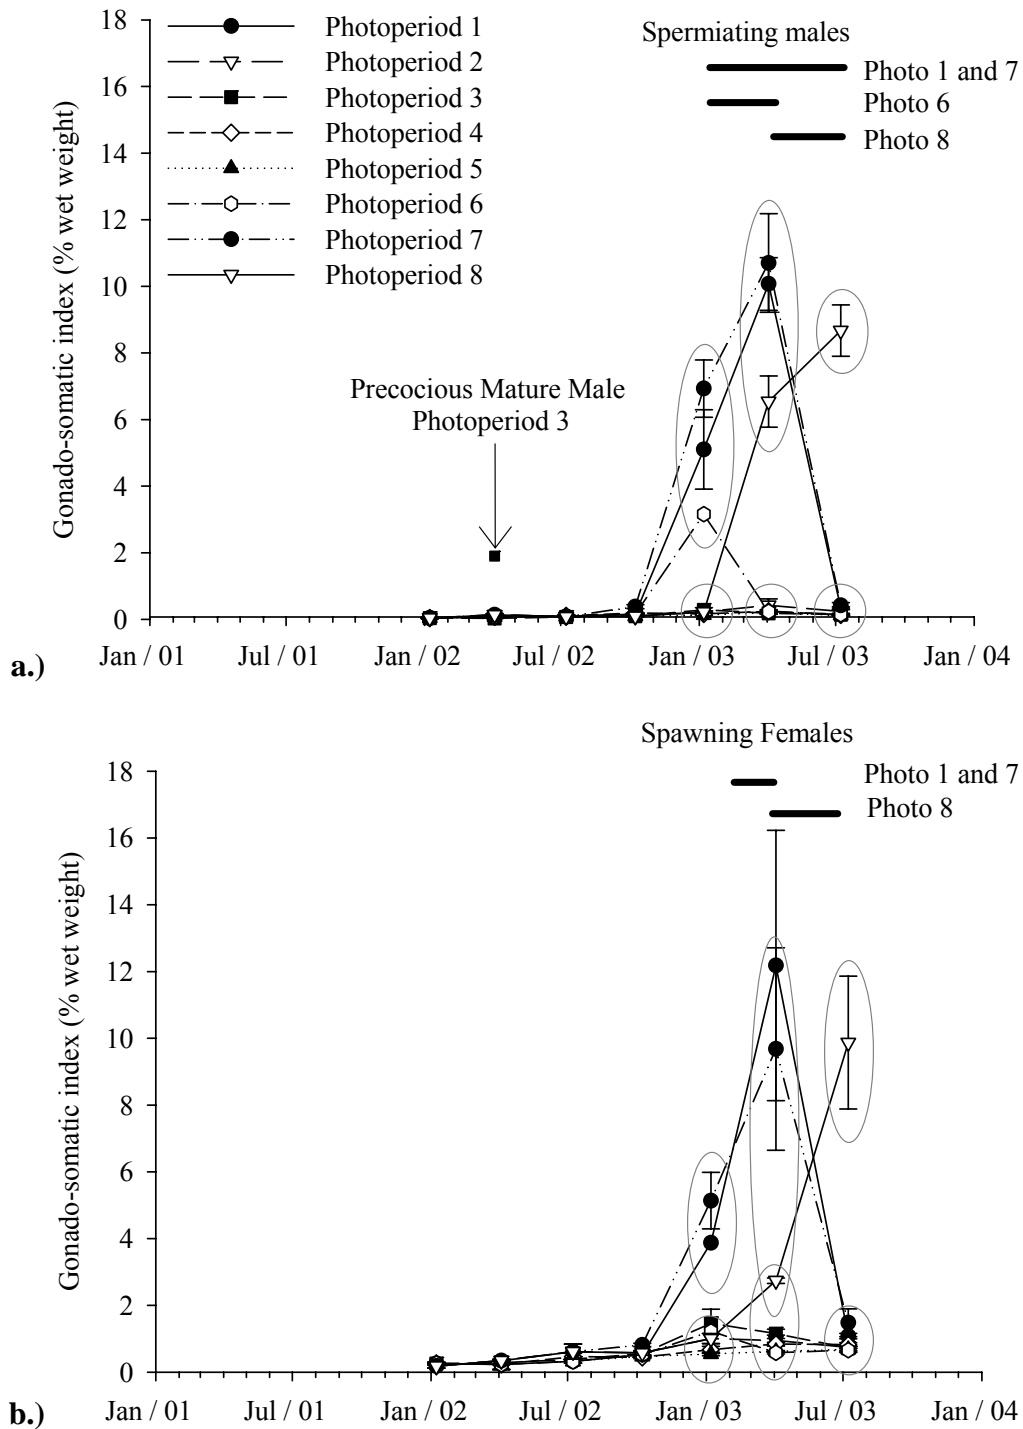 18
16
14
12
10
8
6
4
2
0
Gonado-somatic index (% wet weight)
Photoperiod 1
Photoperiod 2
Photoperiod 3
Photoperiod 4
Photoperiod 5
Photoperiod 6
Photoperiod 7
Photoperiod 8
Spermiating males
Photo 1 and 7
Photo 6
Photo 8
Precocious Mature Male
Photoperiod 3
Jan / 01 Jul / 01 Jan / 02 Jul / 02 Jan / 03 Jul / 03 Jan / 04
a.)
Spawning Females
Photo 1 and 7
Photo 8
18
16
14
12
10
8
6
4
2
0
Gonado-somatic index (% wet weight)
Jan / 01 Jul / 01 Jan / 02 Jul / 02 Jan / 03 Jul / 03 Jan / 04
b.)